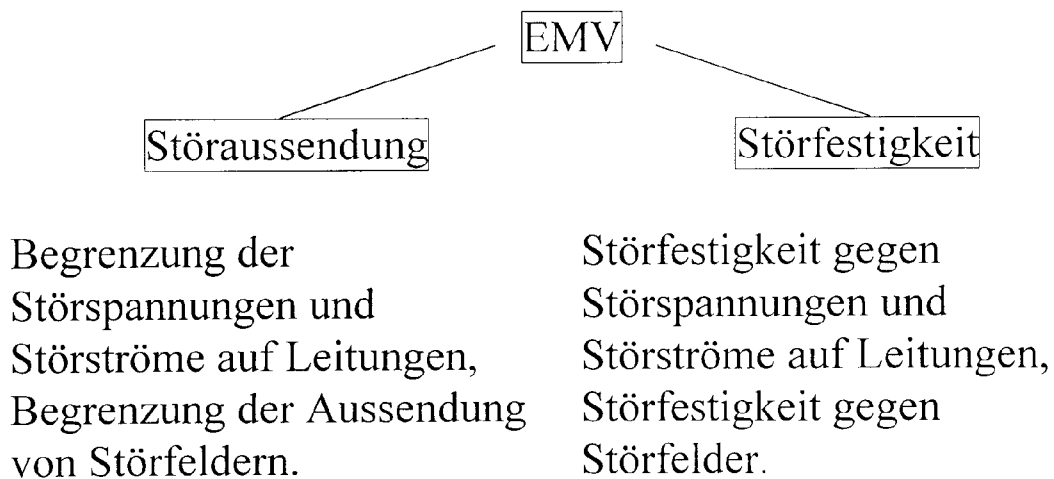 EMV
Störaussendung
Störfestigkeit
Begrenzung der
Störspannungen und
Störströme auf Leitungen,
Begrenzung der Aussendung
von Störfeldern.
Störfestigkeit gegen
Störspannungen und
Störströme auf Leitungen,
Störfestigkeit gegen
Störfelder.